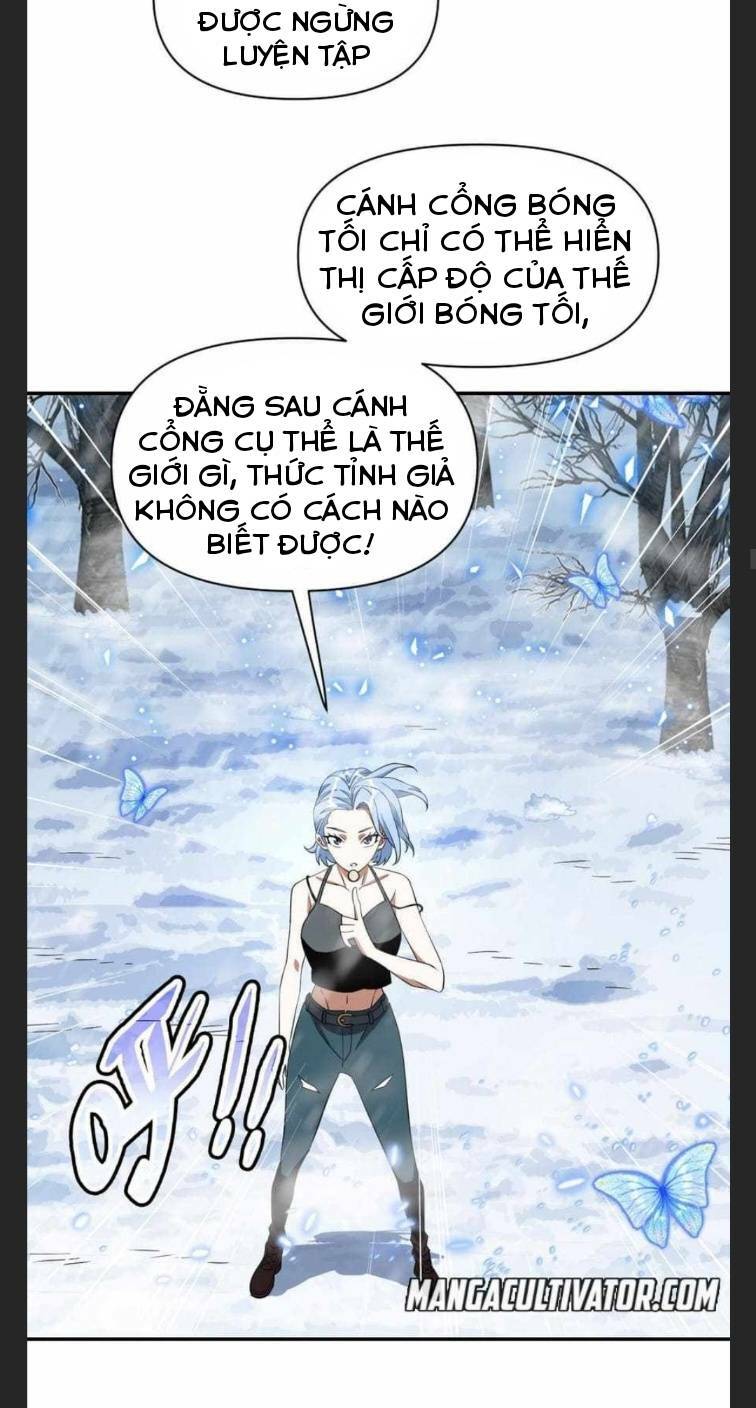 ĐƯỢC NGỪNG
LUYỆN TẬP
CÁNH CỔNG BÓNG
TỐI CHỈ CÓ THỂ HIỂN
THỊ CẤP ĐỘ CỦA THẾ
GIỚI BÓNG TỐI,
ĐẰNG SAU CÁNH
CỔNG CỤ THỂ LÀ THẾ
GIỚI GÌ, THỨC TỈNH GIẢ
KHÔNG CÓ CÁCH NÀO
BIẾT ĐƯỢC!
MANGACULTIVATOR.COM